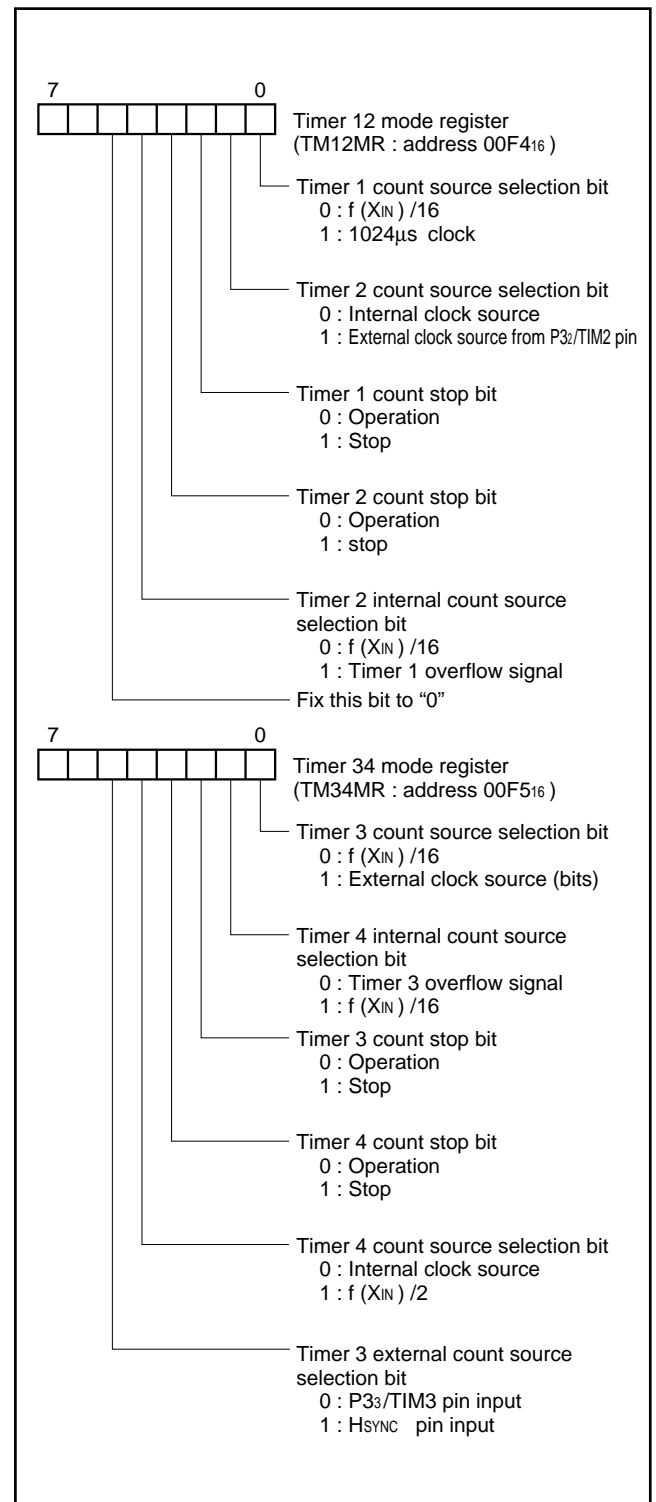 7 0
Timer 12 mode register
(TM12MR : address 00F416 )
Timer 1 count source selection bit
0 : f (XIN ) /16
1 : 1024µs clock
Timer 2 count source selection bit
0 : Internal clock source
1 : External clock source from P32/TIM2 pin
Timer 1 count stop bit
0 : Operation
1 : Stop
Timer 2 count stop bit
0 : Operation
1 : stop
Timer 2 internal count source
selection bit
0 : f (XIN ) /16
1 : Timer 1 overflow signal
Fix this bit to “0”
7 0
Timer 34 mode register
(TM34MR : address 00F516 )
Timer 3 count source selection bit
0 : f (XIN ) /16
1 : External clock source (bits)
Timer 4 internal count source
selection bit
0 : Timer 3 overflow signal
1 : f (XIN ) /16
Timer 3 count stop bit
0 : Operation
1 : Stop
Timer 4 count stop bit
0 : Operation
1 : Stop
Timer 4 count source selection bit
0 : Internal clock source
1 : f (XIN ) /2
Timer 3 external count source
selection bit
0 : P33/TIM3 pin input
1 : HSYNC pin input